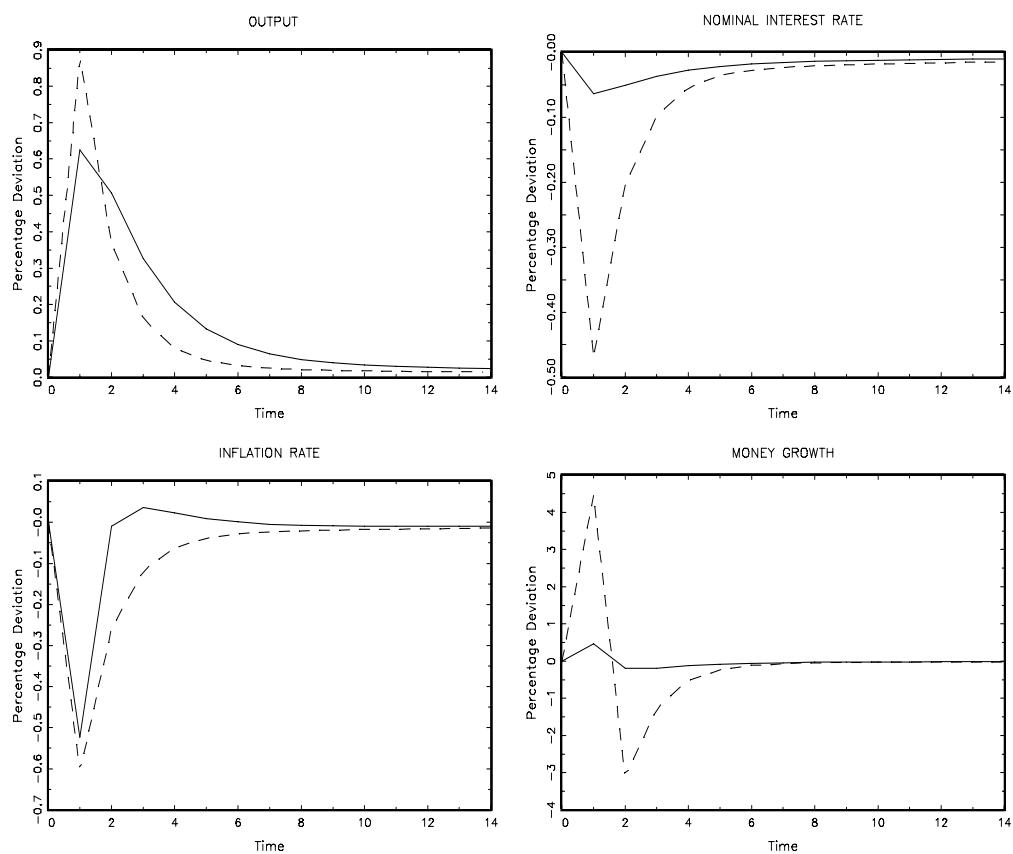 OUTPUT
Percentage Deviation
0.9
0.8
0.7
0.6
0.5
0.4
0.3
0.2
0.1
0.0
0 2 4 6 8 10 12 14
Time
NOMINAL INTEREST RATE
Percentage Deviation
-0.00
-0.10
-0.20
-0.30
-0.40
-0.50
0 2 4 6 8 10 12 14
Time
INFLATION RATE
Percentage Deviation
0.1
-0.0
-0.1
-0.2
-0.3
-0.4
-0.5
-0.6
-0.7
0 2 4 6 8 10 12 14
Time
MONEY GROWTH
Percentage Deviation
5
4
3
2
1
0
-1
-2
-3
-4
0 2 4 6 8 10 12 14
Time